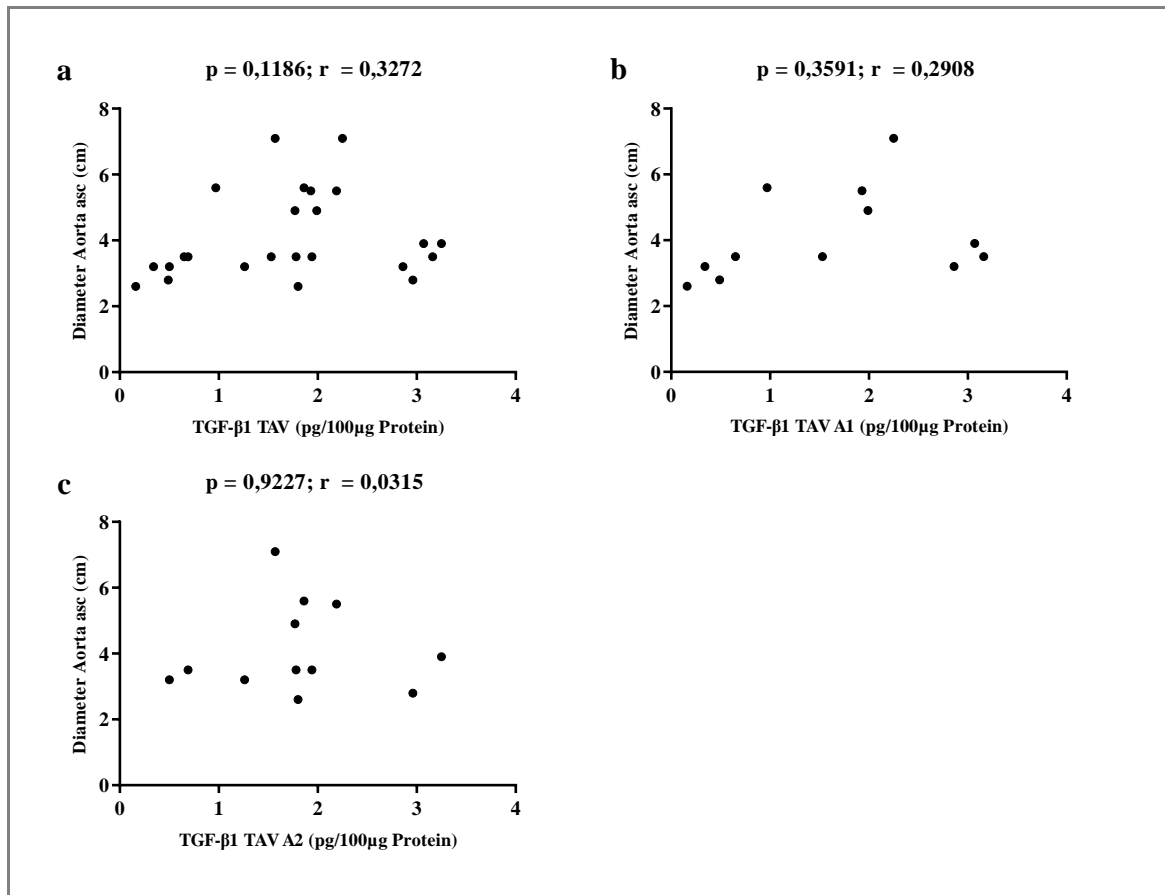 a
p = 0,1186; r = 0,3272
8
6
4
2
0
Diameter Aorta asc (cm)
0 1 2 3 4
TGF-β1 TAV (pg/100µg Protein)
b
p = 0,3591; r = 0,2908
8
6
4
2
0
Diameter Aorta asc (cm)
0 1 2 3 4
TGF-β1 TAV A1 (pg/100µg Protein)
c
p = 0,9227; r = 0,0315
8
6
4
2
0
Diameter Aorta asc (cm)
0 1 2 3 4
TGF-β1 TAV A2 (pg/100µg Protein)